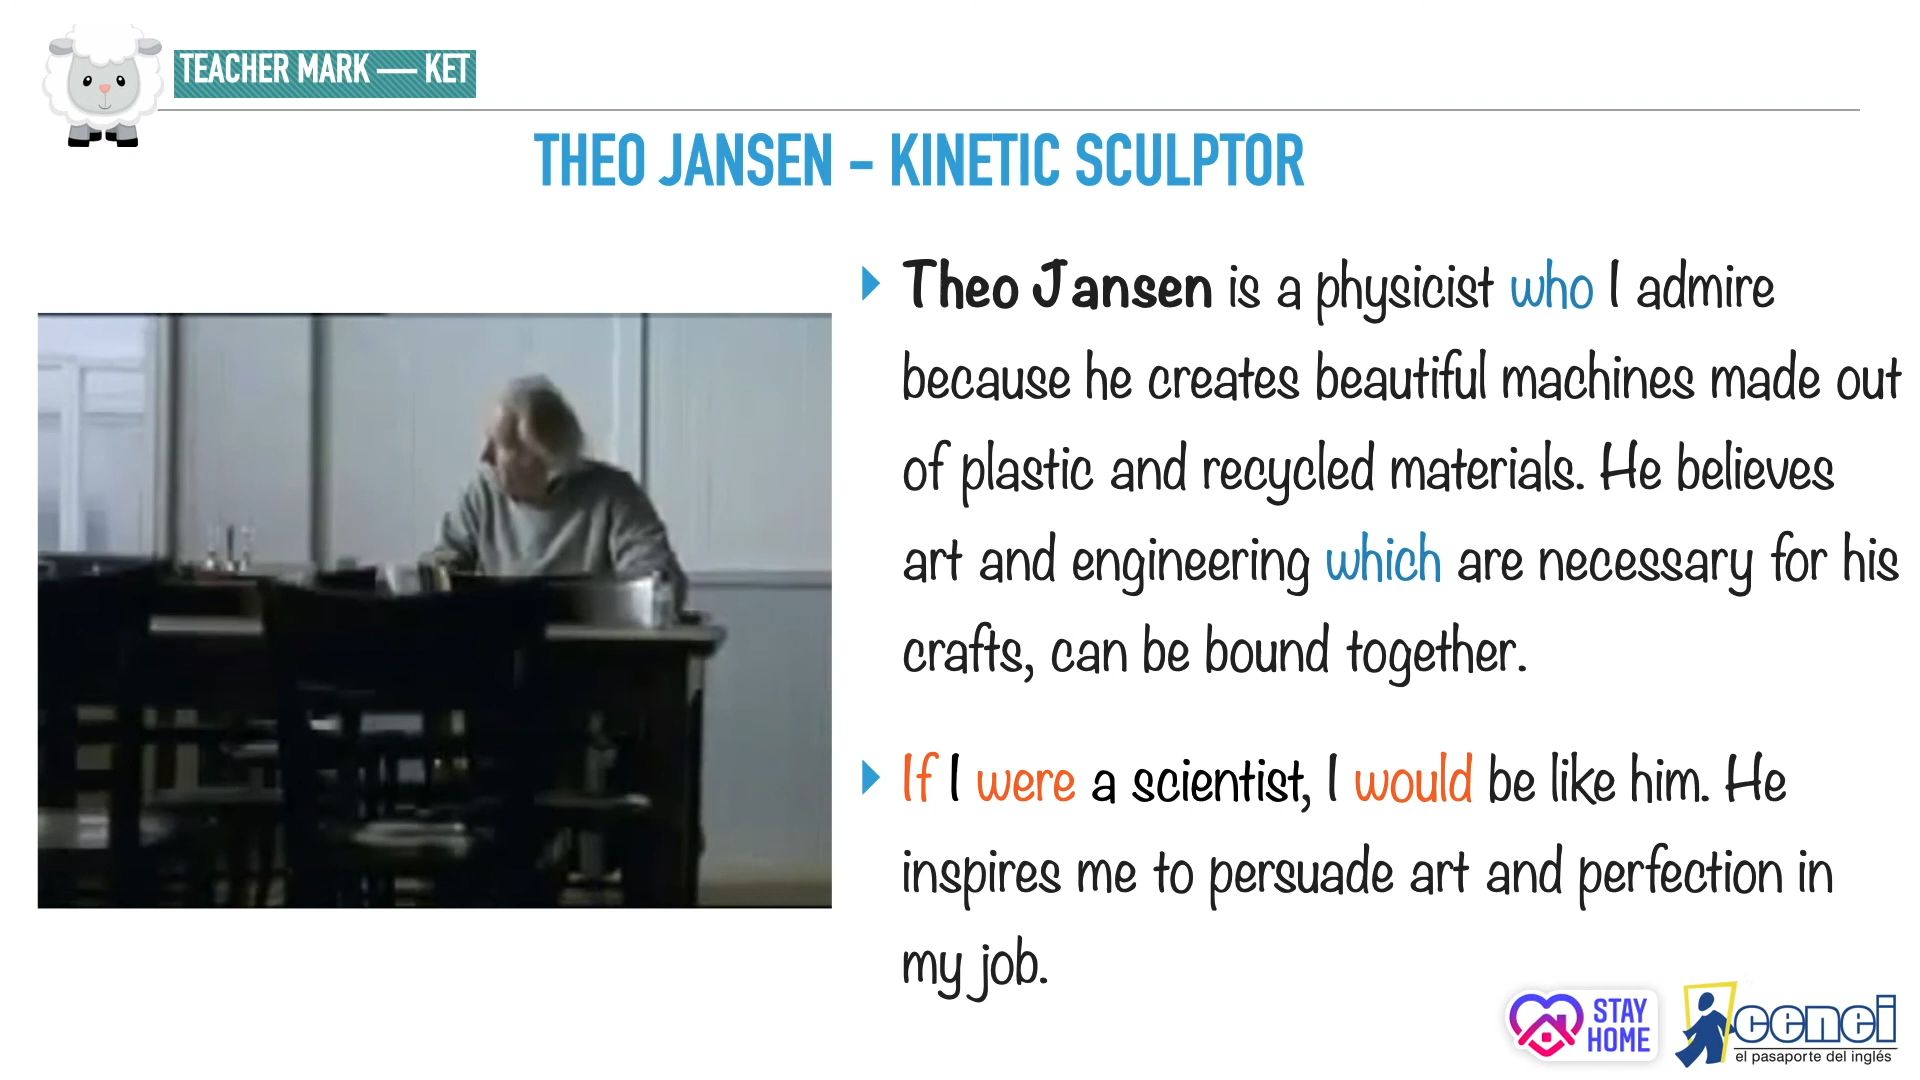 TEACHER MARK — KET
THEO JANSEN - KINETIC SCULPTOR
Theo Jansen is a physicist who I admire
because he creates beautiful machines made out
of plastic and recycled materials. He believes
art and engineering which are necessary for his
crafts, can be bound together.
If I were a scientist, I would be like him. He
inspires me to persuade art and perfection in
my job.
STAY
HOME
cenci
el pasaporte del inglés